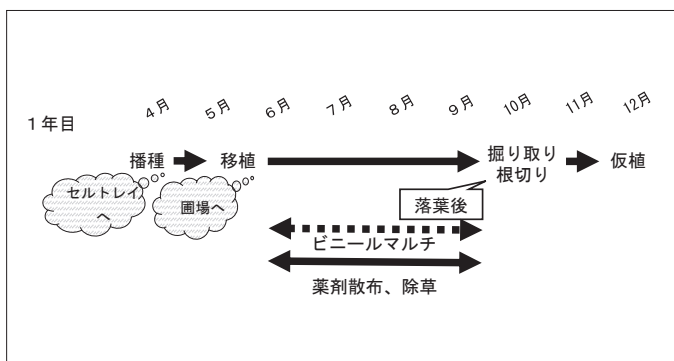 4月 5月 6月 7月 8月 9月 10月 11月 12月
1年目
播種 移植 掘り取り 仮植
根切り
セルトレイ
へ
圃場へ
落葉後
ビニールマルチ
薬剤散布、除草